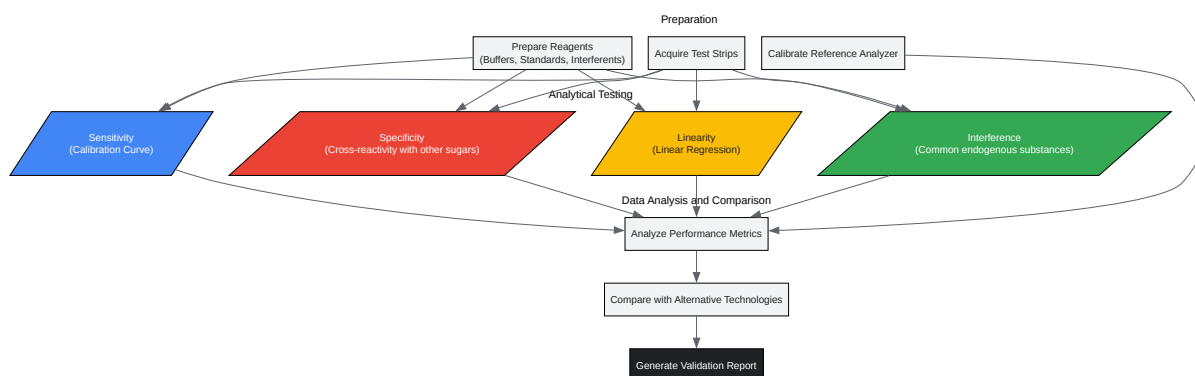 Preparation
Prepare Reagents
(Buffers, Standards, Interferents)
Acquire Test Strips
Calibrate Reference Analyzer
Analytical Testing
Sensitivity
(Calibration Curve)
Specificity
(Cross-reactivity with other sugars)
Linearity
(Linear Regression)
Interference
(Common endogenous substances)
Data Analysis and Comparison
Analyze Performance Metrics
Compare with Alternative Technologies
Generate Validation Report